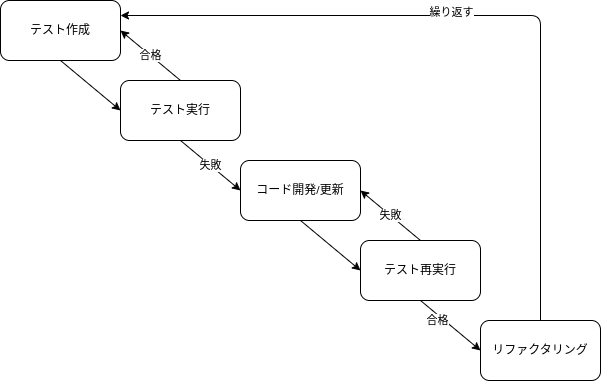 繰り返す
テスト作成
合格
テスト実行
失敗
コード開発/更新
失敗
テスト再実行
合格
リファクタリング